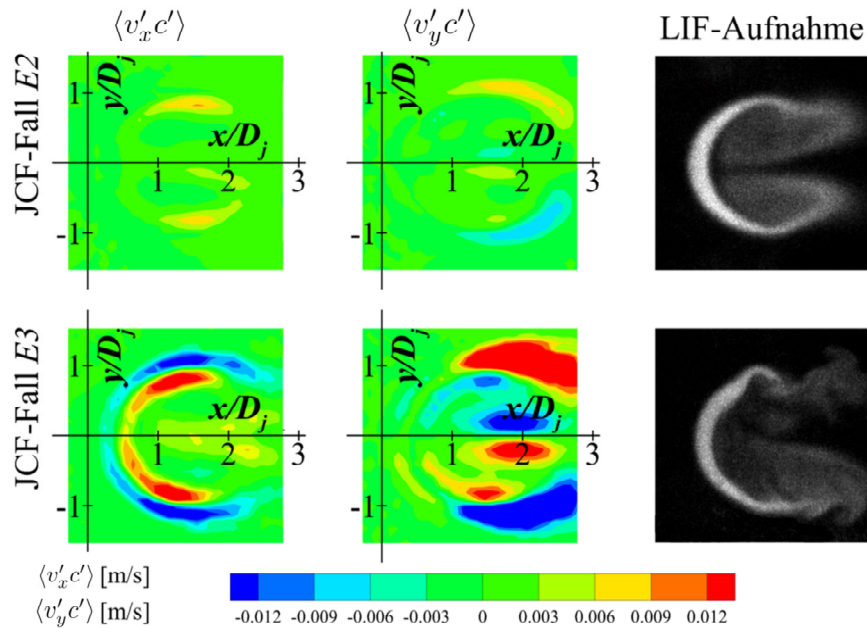 ⟨v′ₓc′⟩ ⟨v′ᵧc′⟩ LIF-Aufnahme
JCF-Fall E2
y/Dⱼ
x/Dⱼ
1
-1
1 2 3
y/Dⱼ
x/Dⱼ
1
-1
1 2 3
JCF-Fall E3
y/Dⱼ
x/Dⱼ
1
-1
1 2 3
y/Dⱼ
x/Dⱼ
1
-1
1 2 3
⟨v′ₓc′⟩ [m/s]
⟨v′ᵧc′⟩ [m/s]
-0.012 -0.009 -0.006 -0.003 0 0.003 0.006 0.009 0.012